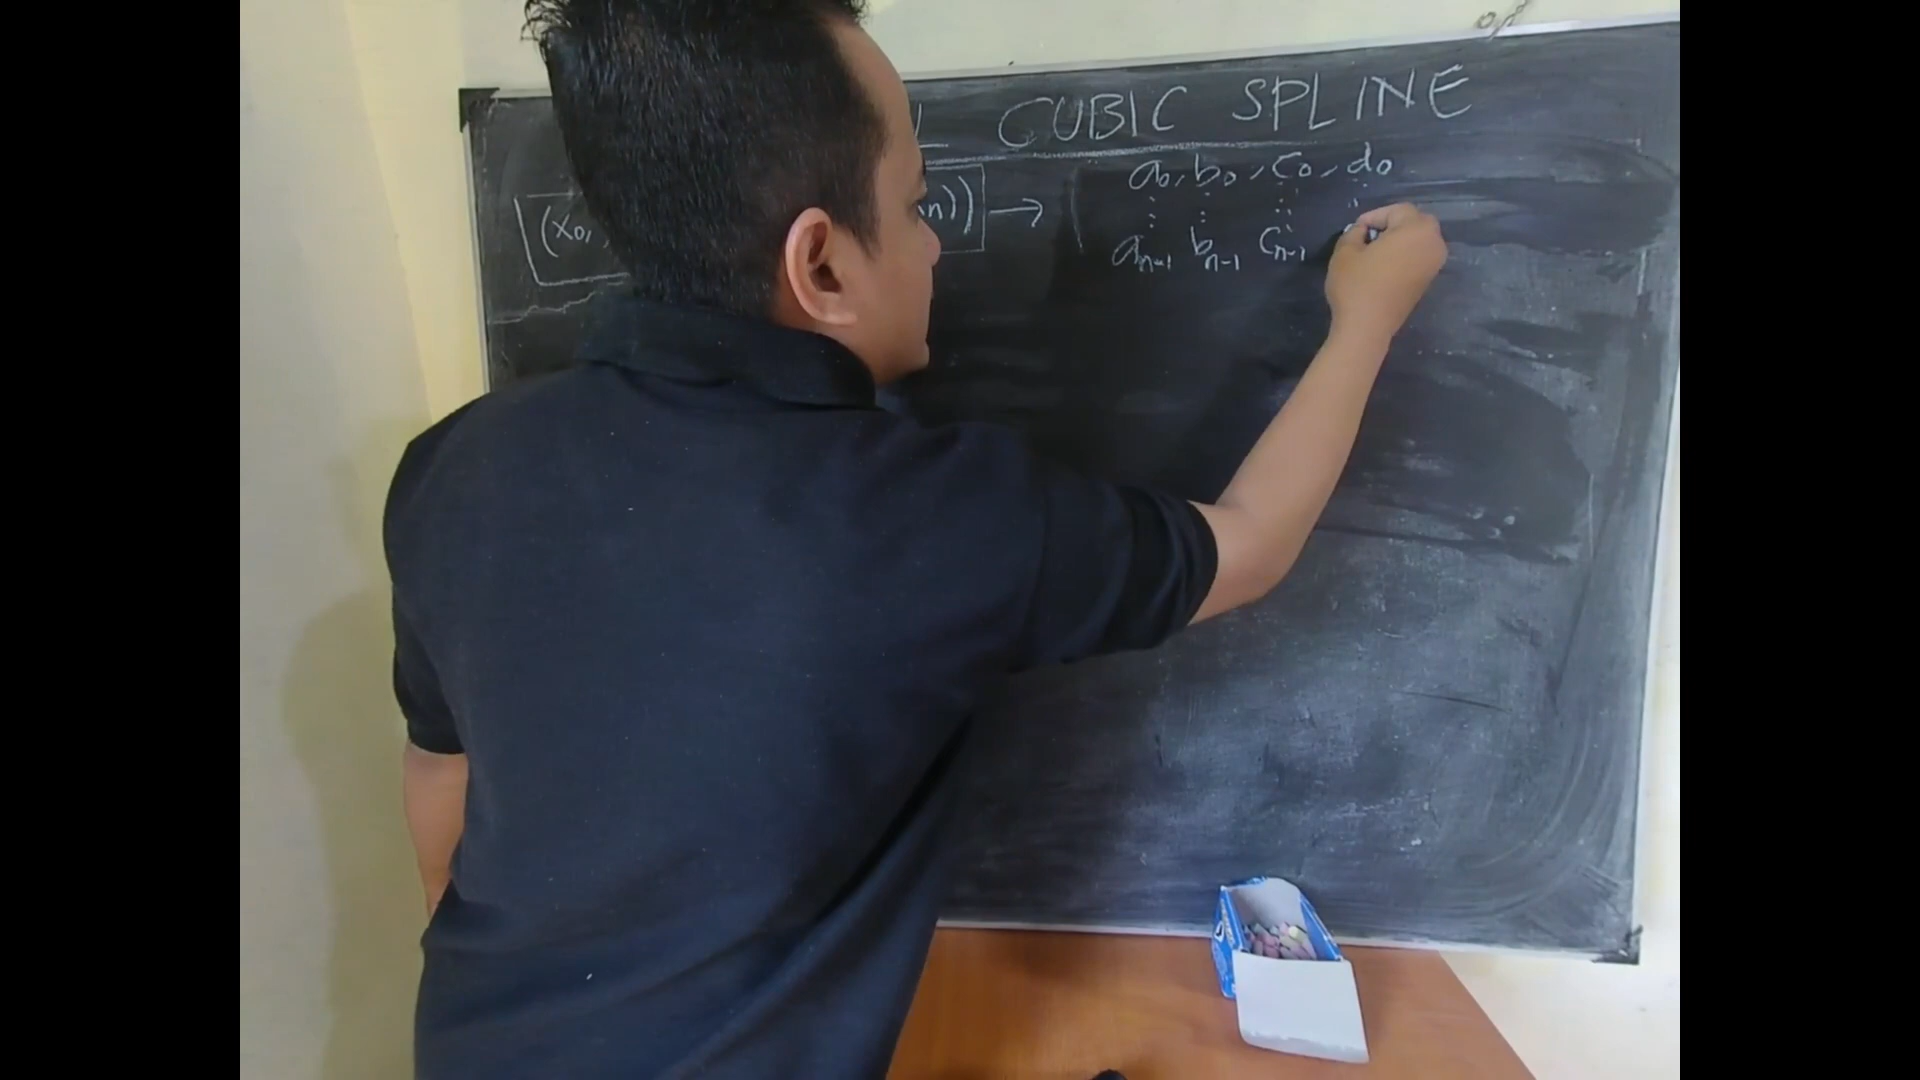 CUBIC SPLINE
(x0, n)) → a0, b0, c0, d0
an-1 bn-1 cn-1